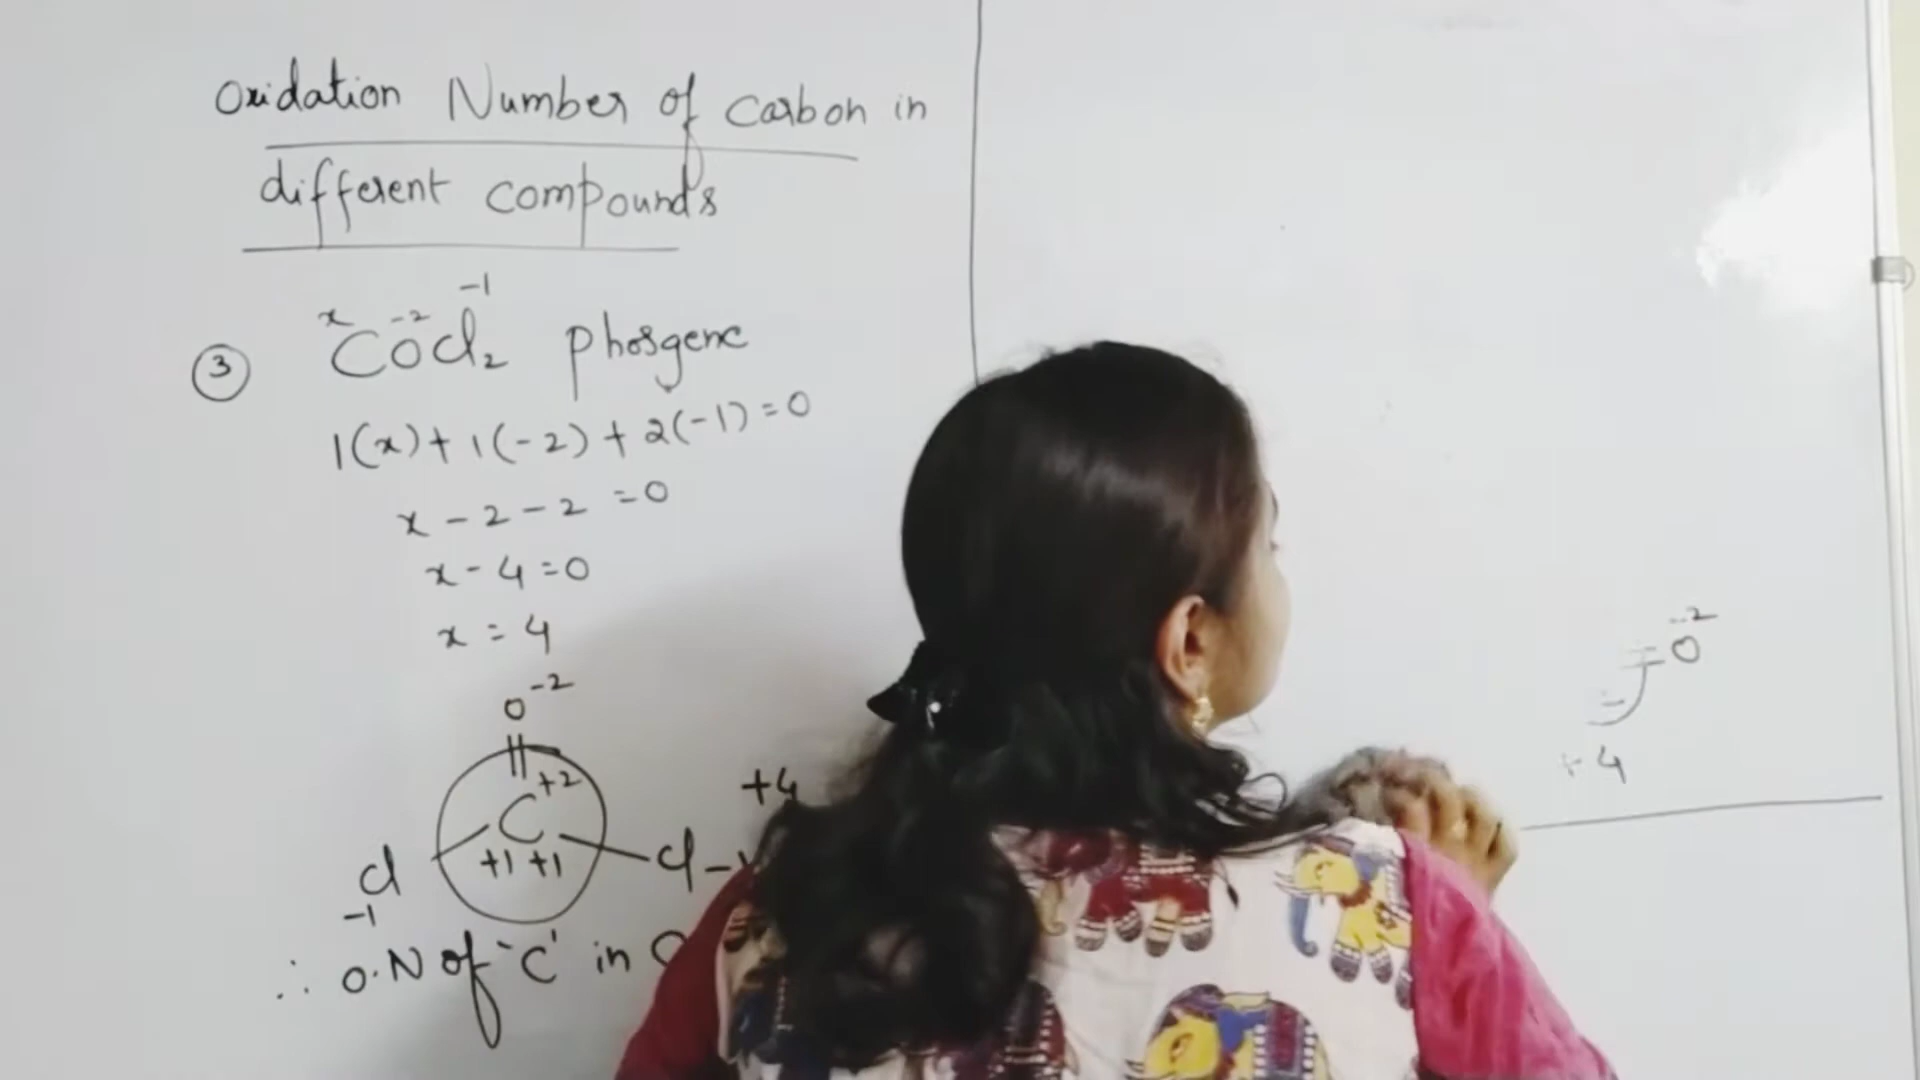 Oxidation Number of Carbon in
different compounds
x -2 -1
③ COCl₂ phosgene
1(x)+1(-2)+2(-1)=0
x-2-2=0
x-4=0
x=4
O-2
+2
C
+4
Cl +1 +1 Cl-
-1
∴ O.N of 'C' in
-2
=O
+4